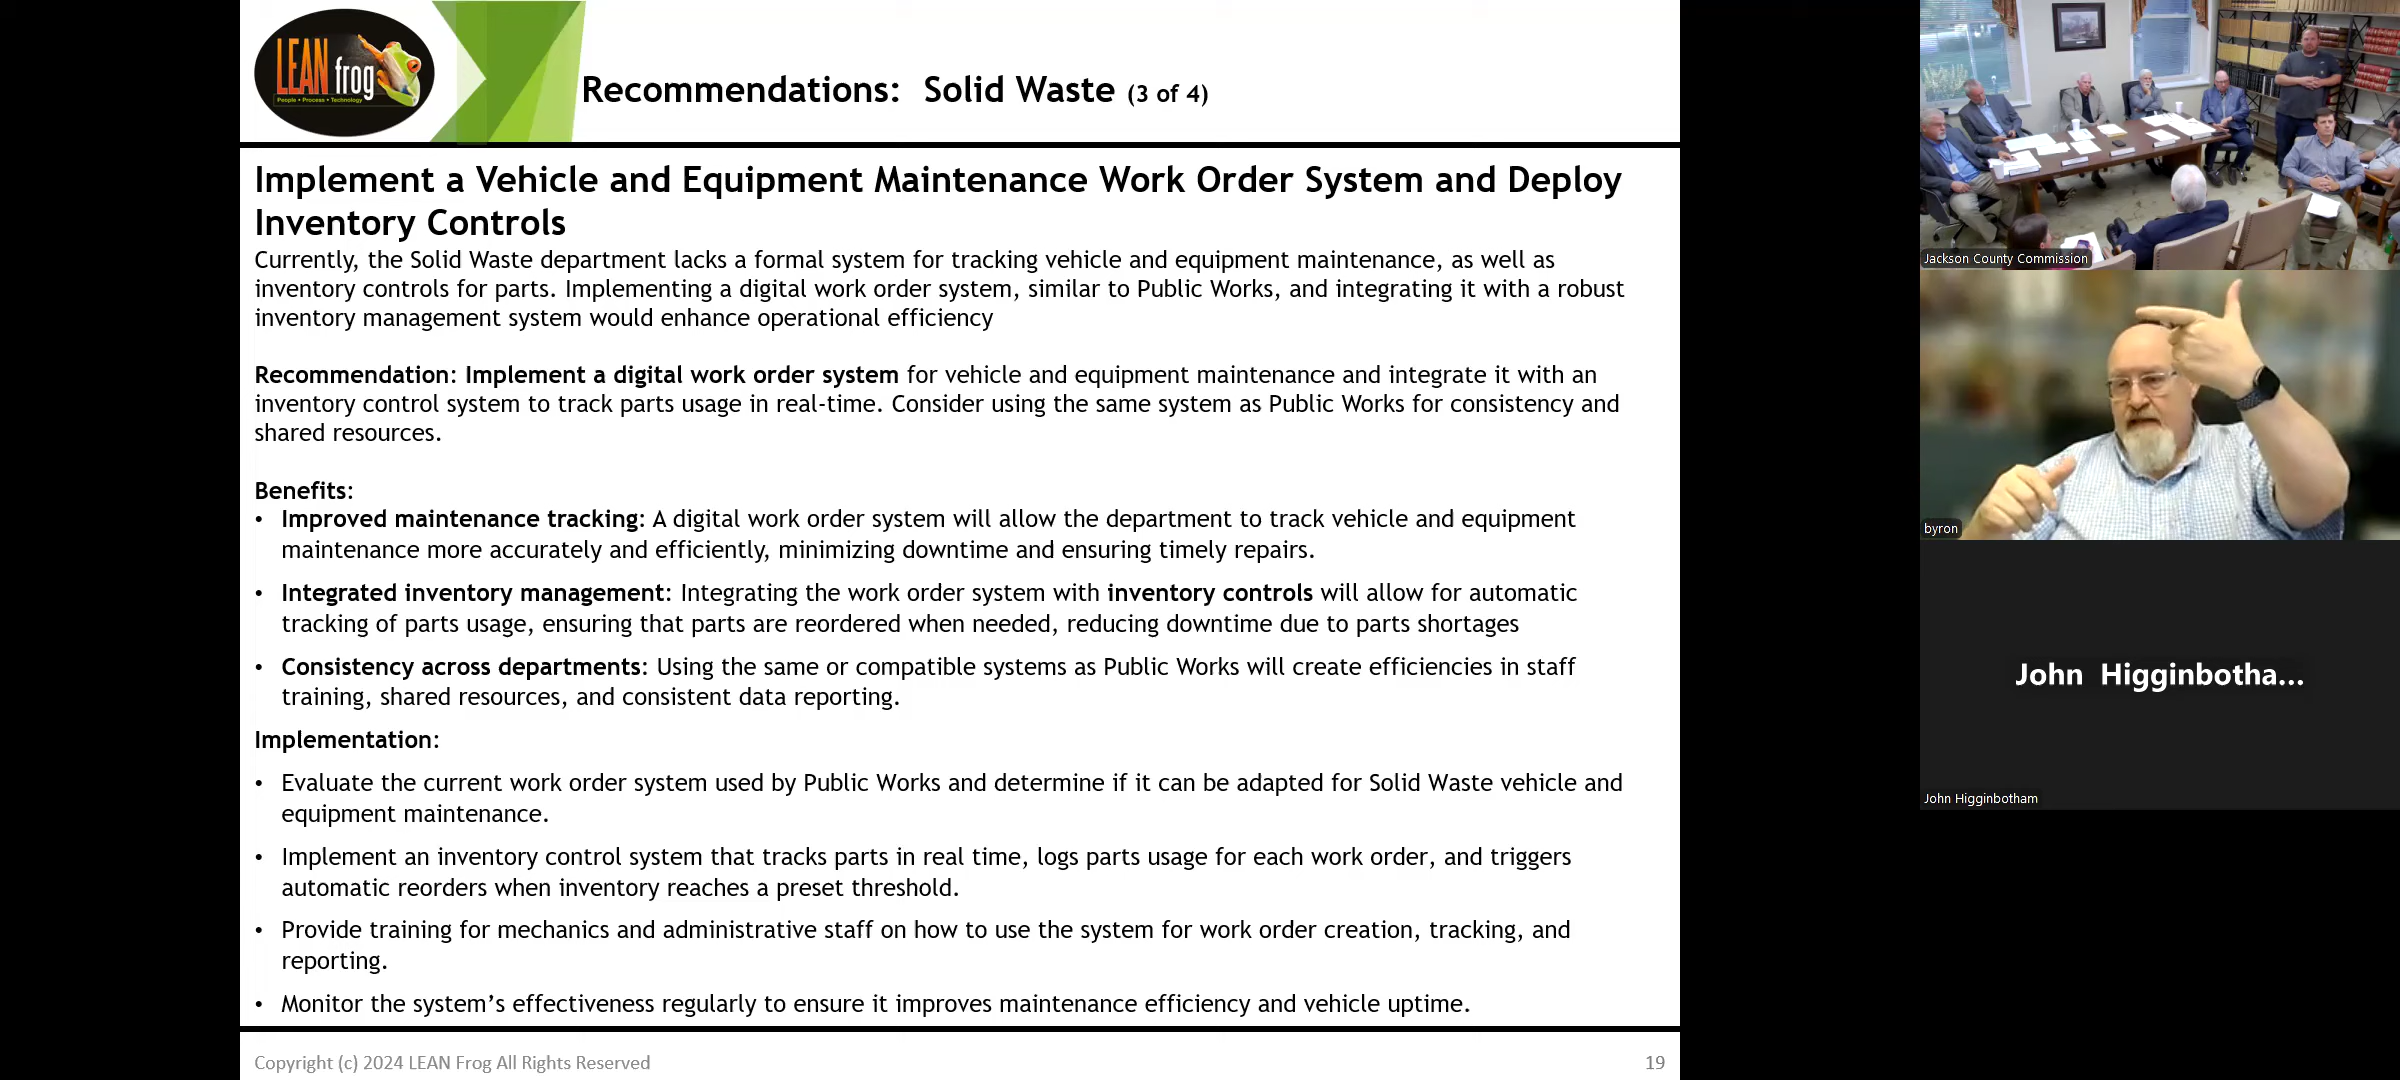 LEAN frog
People • Process • Technology
Recommendations: Solid Waste (3 of 4)
Implement a Vehicle and Equipment Maintenance Work Order System and Deploy
Inventory Controls
Currently, the Solid Waste department lacks a formal system for tracking vehicle and equipment maintenance, as well as
inventory controls for parts. Implementing a digital work order system, similar to Public Works, and integrating it with a robust
inventory management system would enhance operational efficiency
Recommendation: Implement a digital work order system for vehicle and equipment maintenance and integrate it with an
inventory control system to track parts usage in real-time. Consider using the same system as Public Works for consistency and
shared resources.
Benefits:
• Improved maintenance tracking: A digital work order system will allow the department to track vehicle and equipment
maintenance more accurately and efficiently, minimizing downtime and ensuring timely repairs.
• Integrated inventory management: Integrating the work order system with inventory controls will allow for automatic
tracking of parts usage, ensuring that parts are reordered when needed, reducing downtime due to parts shortages
• Consistency across departments: Using the same or compatible systems as Public Works will create efficiencies in staff
training, shared resources, and consistent data reporting.
Implementation:
• Evaluate the current work order system used by Public Works and determine if it can be adapted for Solid Waste vehicle and
equipment maintenance.
• Implement an inventory control system that tracks parts in real time, logs parts usage for each work order, and triggers
automatic reorders when inventory reaches a preset threshold.
• Provide training for mechanics and administrative staff on how to use the system for work order creation, tracking, and
reporting.
• Monitor the system’s effectiveness regularly to ensure it improves maintenance efficiency and vehicle uptime.
Copyright (c) 2024 LEAN Frog All Rights Reserved
19
Jackson County Commission
byron
John Higginbotha...
John Higginbotham